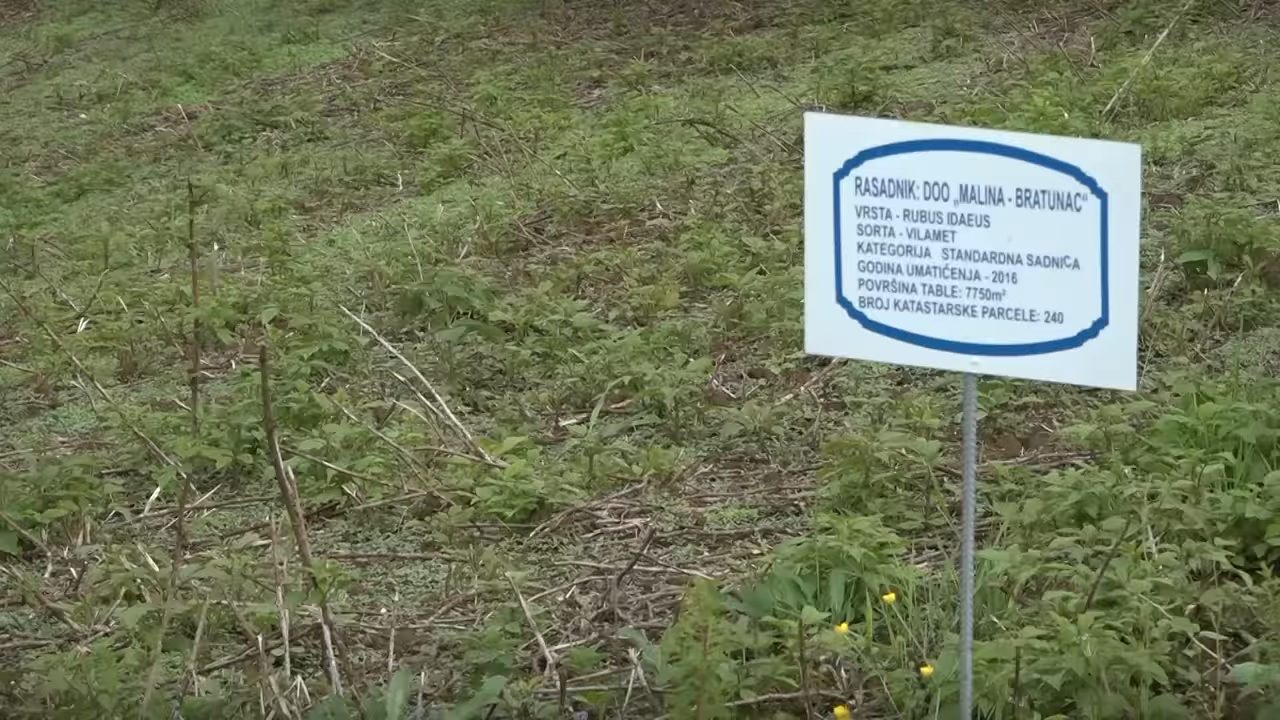 RASADNIK: DOO „MALINA - BRATUNAC"
VRSTA - RUBUS IDAEUS
SORTA - VILAMET
KATEGORIJA STANDARDNA SADNICA
GODINA UMATIČENJA - 2016
POVRŠINA TABLE: 7750m²
BROJ KATASTARSKE PARCELE: 240